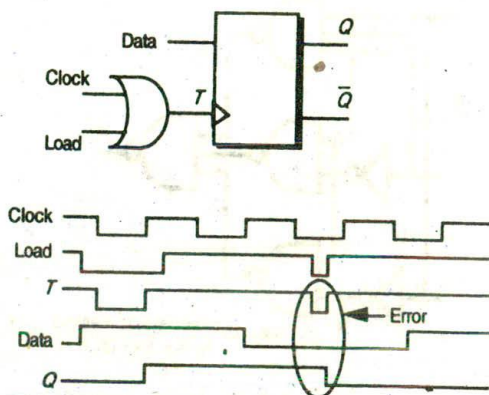 Data
Q
Clock
T
Q̅
Load
Clock
Load
T
Error
Data
Q